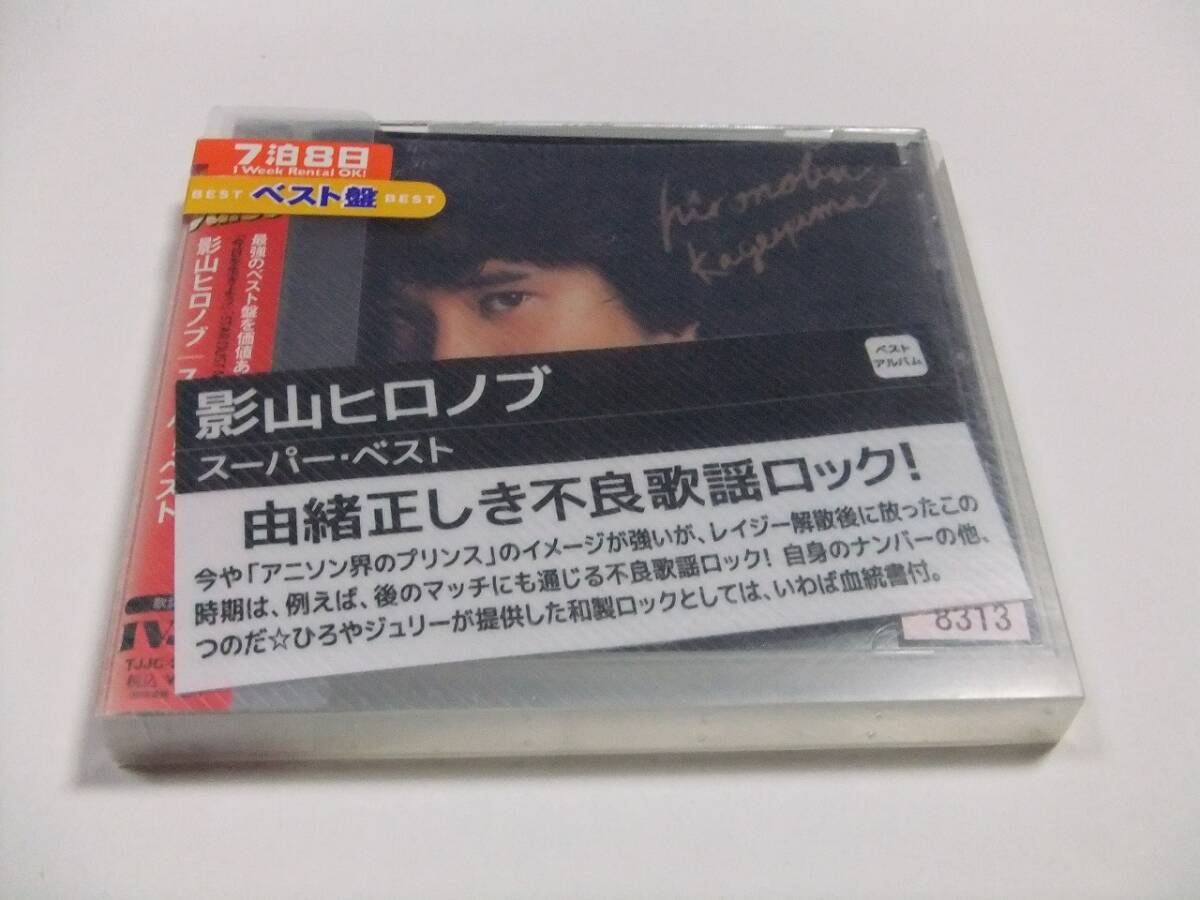 7泊8日
1 Week Rental OK!
BEST ベスト盤 BEST
hironobu
kageyama
最強のベスト盤を価値あ
影山ヒロノブ
ベスト
アルバム
影山ヒロノブ
スーパー・ベスト
由緒正しき不良歌謡ロック!
今や「アニソン界のプリンス」のイメージが強いが、レイジー解散後に放ったこの
時期は、例えば、後のマッチにも通じる不良歌謡ロック! 自身のナンバーの他、
つのだ☆ひろやジュリーが提供した和製ロックとしては、いわば血統書付。
8313
TJJC-
税込 ¥